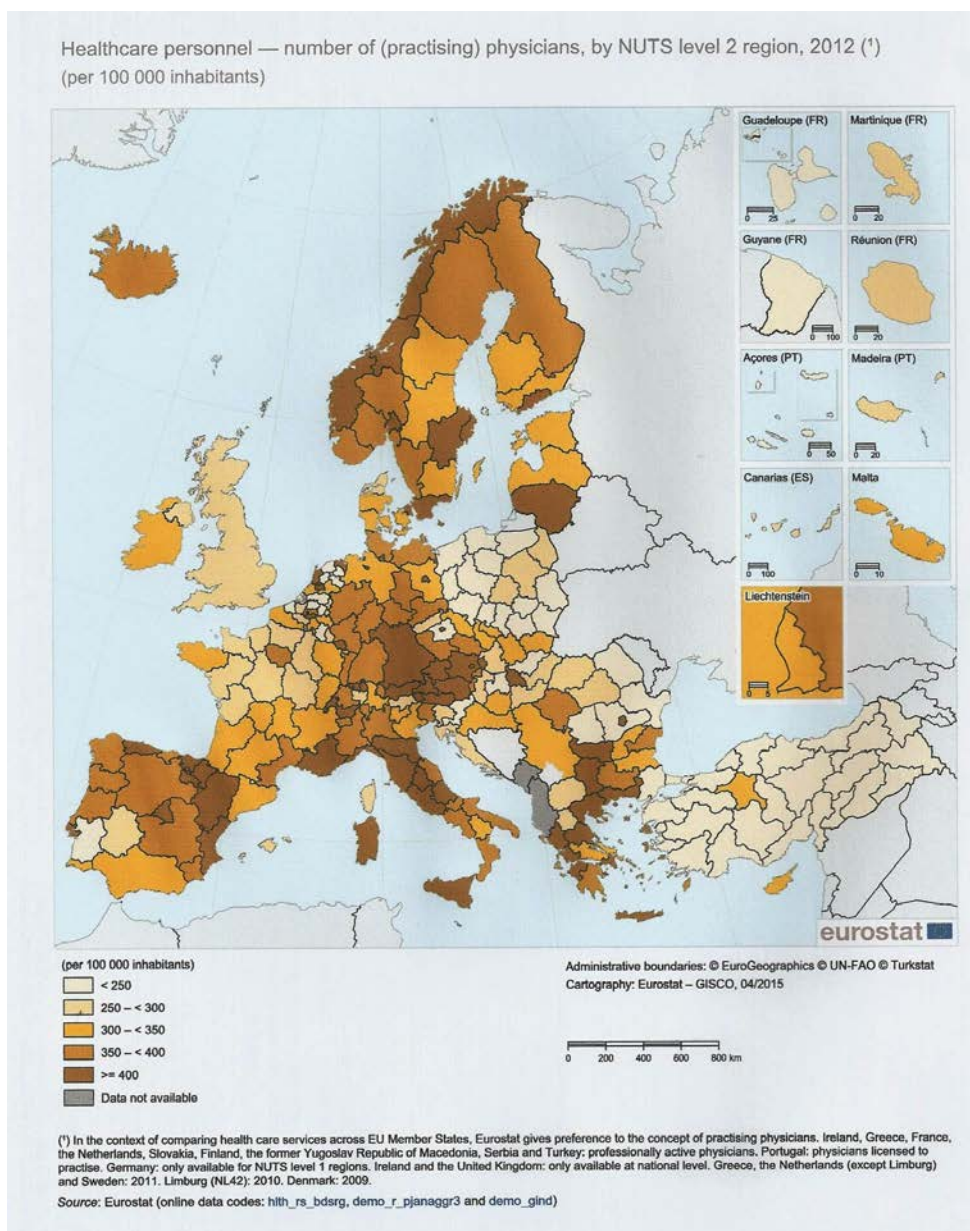 Healthcare personnel — number of (practising) physicians, by NUTS level 2 region, 2012 (¹)
(per 100 000 inhabitants)
Guadeloupe (FR)
0 25
Martinique (FR)
0 20
Guyane (FR)
0 100
Réunion (FR)
0 20
Açores (PT)
0 50
Madeira (PT)
0 20
Canarias (ES)
0 100
Malta
0 10
Liechtenstein
eurostat
(per 100 000 inhabitants)
< 250
250 – < 300
300 – < 350
350 – < 400
>= 400
Data not available
Administrative boundaries: © EuroGeographics © UN-FAO © Turkstat
Cartography: Eurostat – GISCO, 04/2015
0 200 400 600 800 km
(¹) In the context of comparing health care services across EU Member States, Eurostat gives preference to the concept of practising physicians. Ireland, Greece, France,
the Netherlands, Slovakia, Finland, the former Yugoslav Republic of Macedonia, Serbia and Turkey: professionally active physicians. Portugal: physicians licensed to
practise. Germany: only available for NUTS level 1 regions. Ireland and the United Kingdom: only available at national level. Greece, the Netherlands (except Limburg)
and Sweden: 2011. Limburg (NL42): 2010. Denmark: 2009.
Source: Eurostat (online data codes: hlth_rs_bdsrg, demo_r_pjanaggr3 and demo_gind)